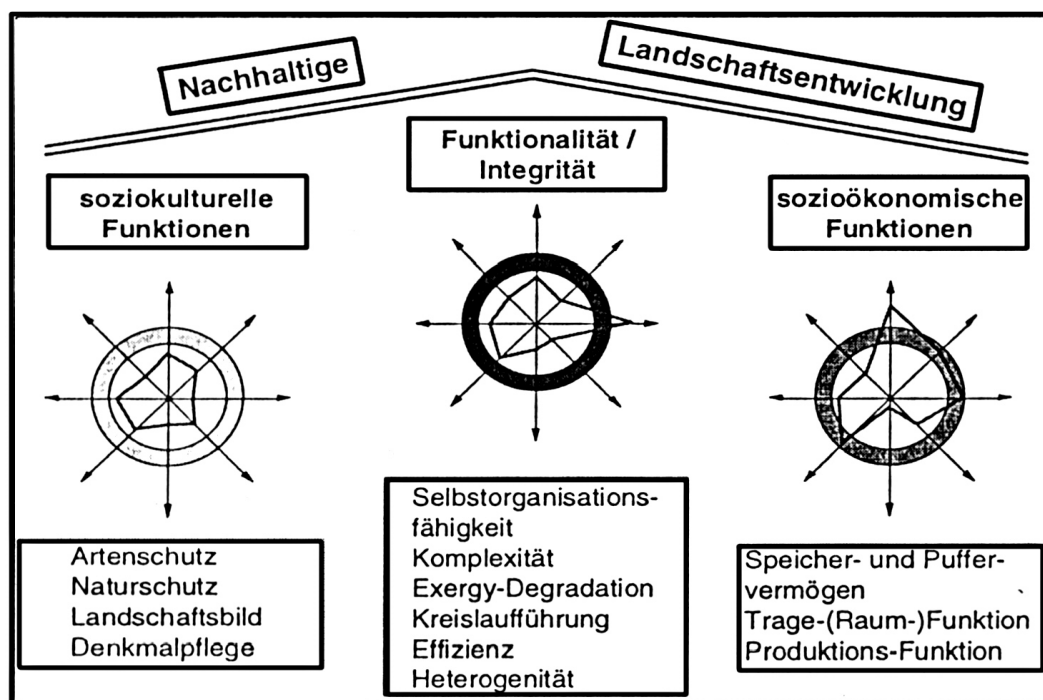 Nachhaltige
Landschaftsentwicklung
Funktionalität /
Integrität
soziokulturelle
Funktionen
sozioökonomische
Funktionen
Artenschutz
Naturschutz
Landschaftsbild
Denkmalpflege
Selbstorganisations-
fähigkeit
Komplexität
Exergy-Degradation
Kreislaufführung
Effizienz
Heterogenität
Speicher- und Puffer-
vermögen
Trage-(Raum-)Funktion
Produktions-Funktion